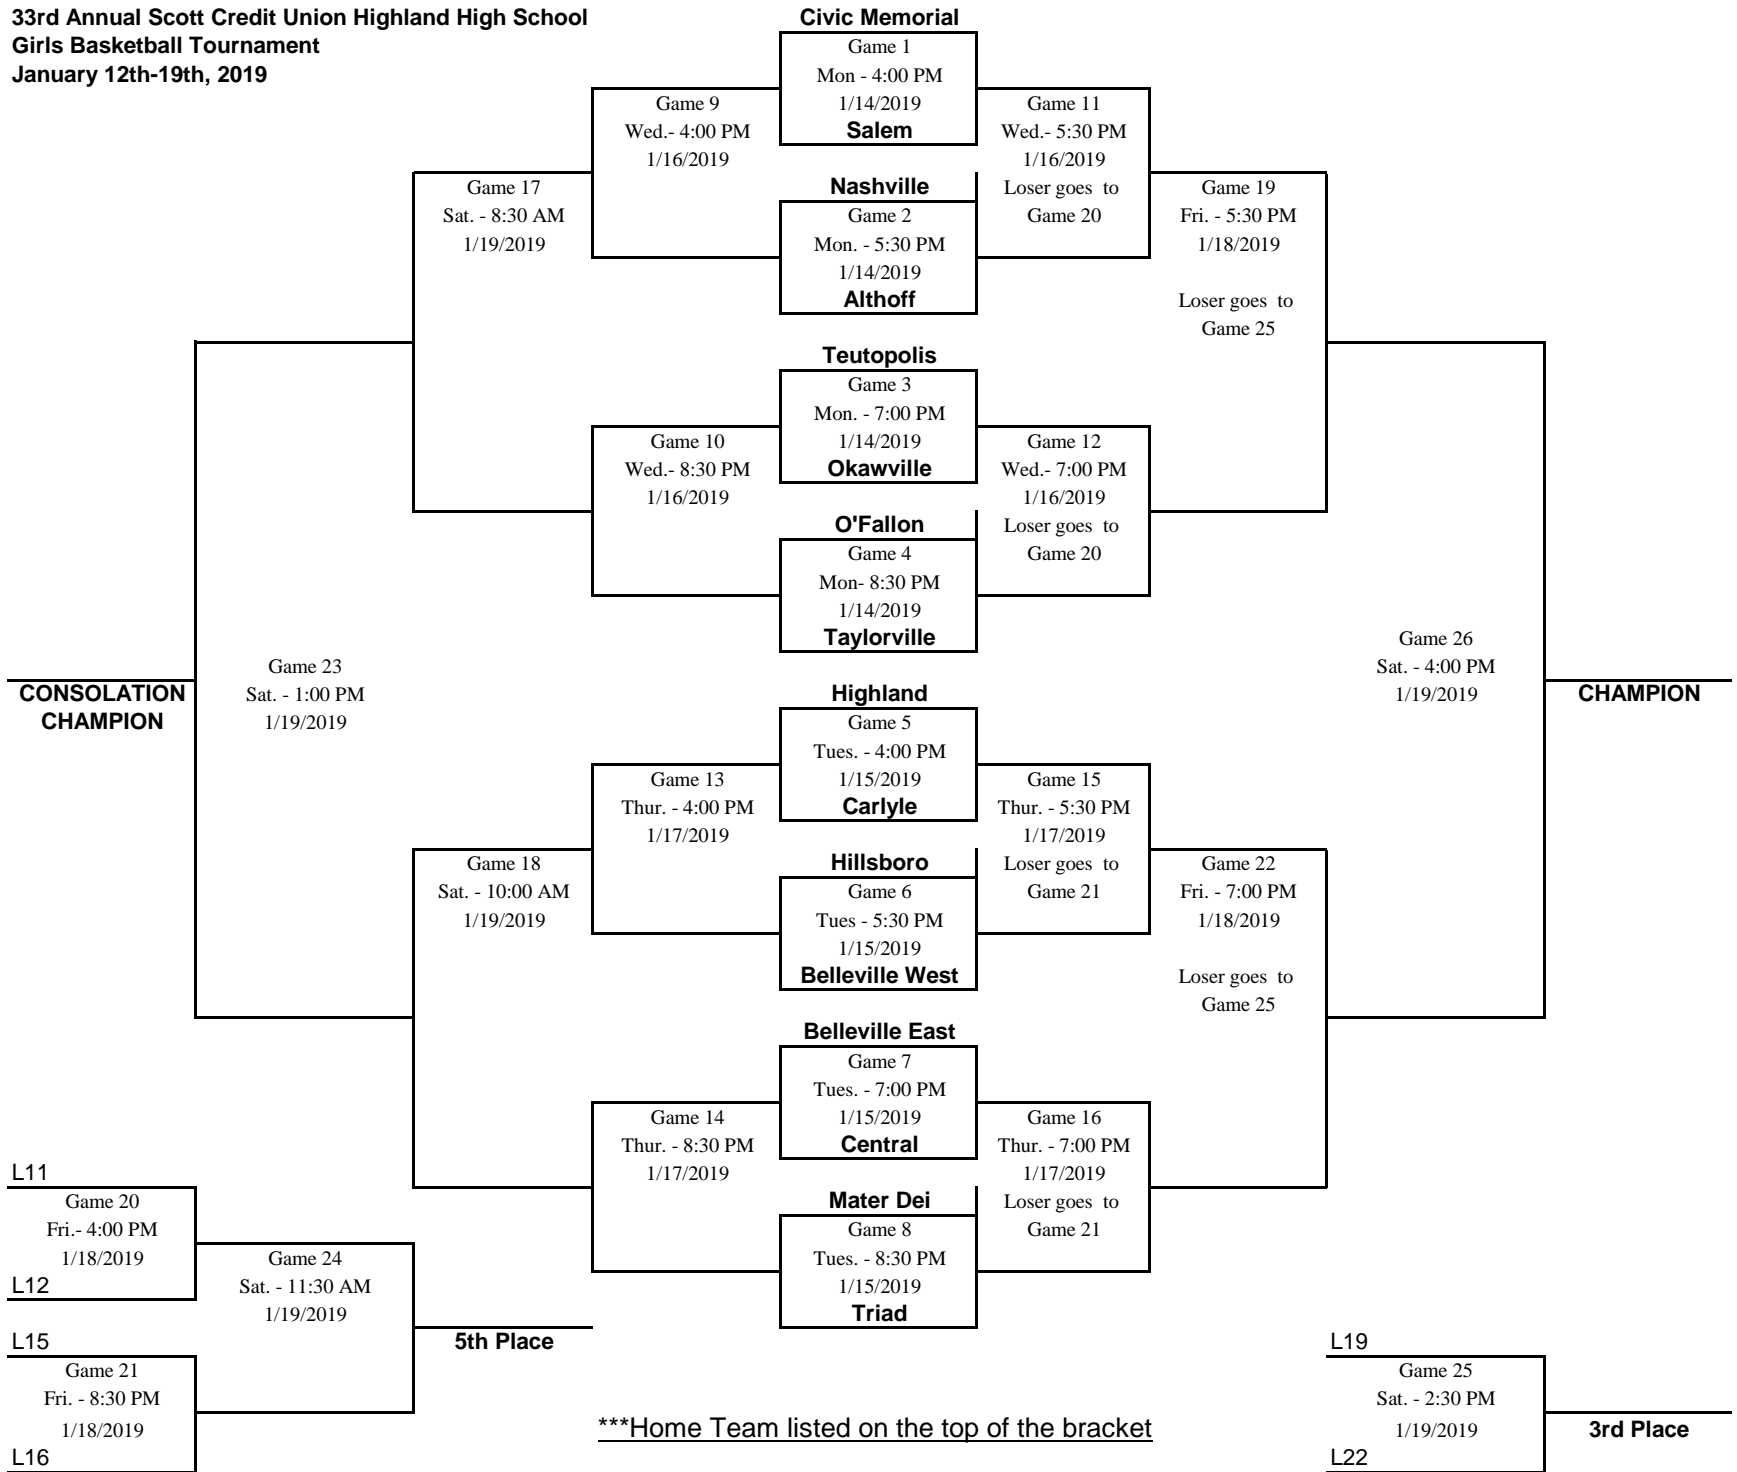 33rd Annual Scott Credit Union Highland High School
Girls Basketball Tournament
January 12th-19th, 2019
Civic Memorial
Game 1
Mon - 4:00 PM
1/14/2019
Salem
Game 9
Wed.- 4:00 PM
1/16/2019
Game 11
Wed.- 5:30 PM
1/16/2019
Loser goes to
Game 20
Nashville
Game 2
Mon. - 5:30 PM
1/14/2019
Althoff
Game 17
Sat. - 8:30 AM
1/19/2019
Game 19
Fri. - 5:30 PM
1/18/2019
Loser goes to
Game 25
Teutopolis
Game 3
Mon. - 7:00 PM
1/14/2019
Okawville
Game 10
Wed.- 8:30 PM
1/16/2019
Game 12
Wed.- 7:00 PM
1/16/2019
Loser goes to
Game 20
O'Fallon
Game 4
Mon- 8:30 PM
1/14/2019
Taylorville
Game 23
Sat. - 1:00 PM
1/19/2019
CONSOLATION
CHAMPION
Game 26
Sat. - 4:00 PM
1/19/2019
CHAMPION
Highland
Game 5
Tues. - 4:00 PM
1/15/2019
Carlyle
Game 13
Thur. - 4:00 PM
1/17/2019
Game 15
Thur. - 5:30 PM
1/17/2019
Loser goes to
Game 21
Hillsboro
Game 6
Tues - 5:30 PM
1/15/2019
Belleville West
Game 18
Sat. - 10:00 AM
1/19/2019
Game 22
Fri. - 7:00 PM
1/18/2019
Loser goes to
Game 25
Belleville East
Game 7
Tues. - 7:00 PM
1/15/2019
Central
Game 14
Thur. - 8:30 PM
1/17/2019
Game 16
Thur. - 7:00 PM
1/17/2019
Loser goes to
Game 21
Mater Dei
Game 8
Tues. - 8:30 PM
1/15/2019
Triad
L11
Game 20
Fri.- 4:00 PM
1/18/2019
L12
Game 24
Sat. - 11:30 AM
1/19/2019
5th Place
L15
Game 21
Fri. - 8:30 PM
1/18/2019
L16
***Home Team listed on the top of the bracket
L19
Game 25
Sat. - 2:30 PM
1/19/2019
L22
3rd Place